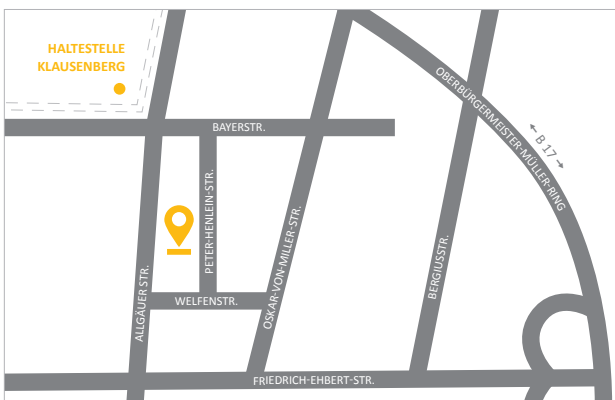 HALTESTELLE
KLAUSENBERG
BAYERSTR.
OBERBÜRGERMEISTER-MÜLLER-RING
B 17
PETER-HENLEIN-STR.
OSKAR-VON-MILLER-STR.
BERGIUSSTR.
ALLGÄUER STR.
WELFENSTR.
FRIEDRICH-EHBERT-STR.